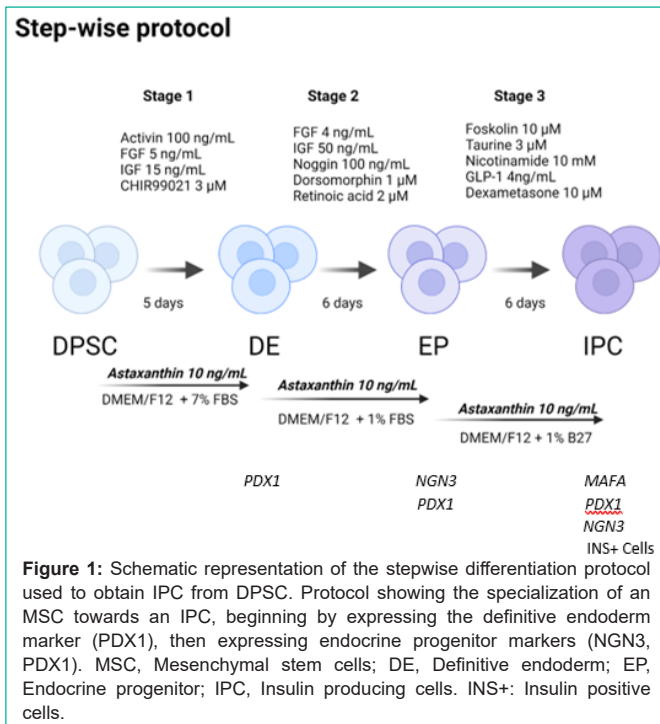 Step-wise protocol
Stage 1
Activin 100 ng/mL
FGF 5 ng/mL
IGF 15 ng/mL
CHIR99021 3 μM
Stage 2
FGF 4 ng/mL
IGF 50 ng/mL
Noggin 100 ng/mL
Dorsomorphin 1 μM
Retinoic acid 2 μM
Stage 3
Foskolin 10 μM
Taurine 3 μM
Nicotinamide 10 mM
GLP-1 4ng/mL
Dexametasone 10 μM
5 days
6 days
6 days
DPSC
DE
EP
IPC
Astaxanthin 10 ng/mL
DMEM/F12 + 7% FBS
Astaxanthin 10 ng/mL
DMEM/F12 + 1% FBS
Astaxanthin 10 ng/mL
DMEM/F12 + 1% B27
PDX1
NGN3
PDX1
MAFA
PDX1
NGN3
INS+ Cells
Figure 1: Schematic representation of the stepwise differentiation protocol
used to obtain IPC from DPSC. Protocol showing the specialization of an
MSC towards an IPC, beginning by expressing the definitive endoderm
marker (PDX1), then expressing endocrine progenitor markers (NGN3,
PDX1). MSC, Mesenchymal stem cells; DE, Definitive endoderm; EP,
Endocrine progenitor; IPC, Insulin producing cells. INS+: Insulin positive
cells.